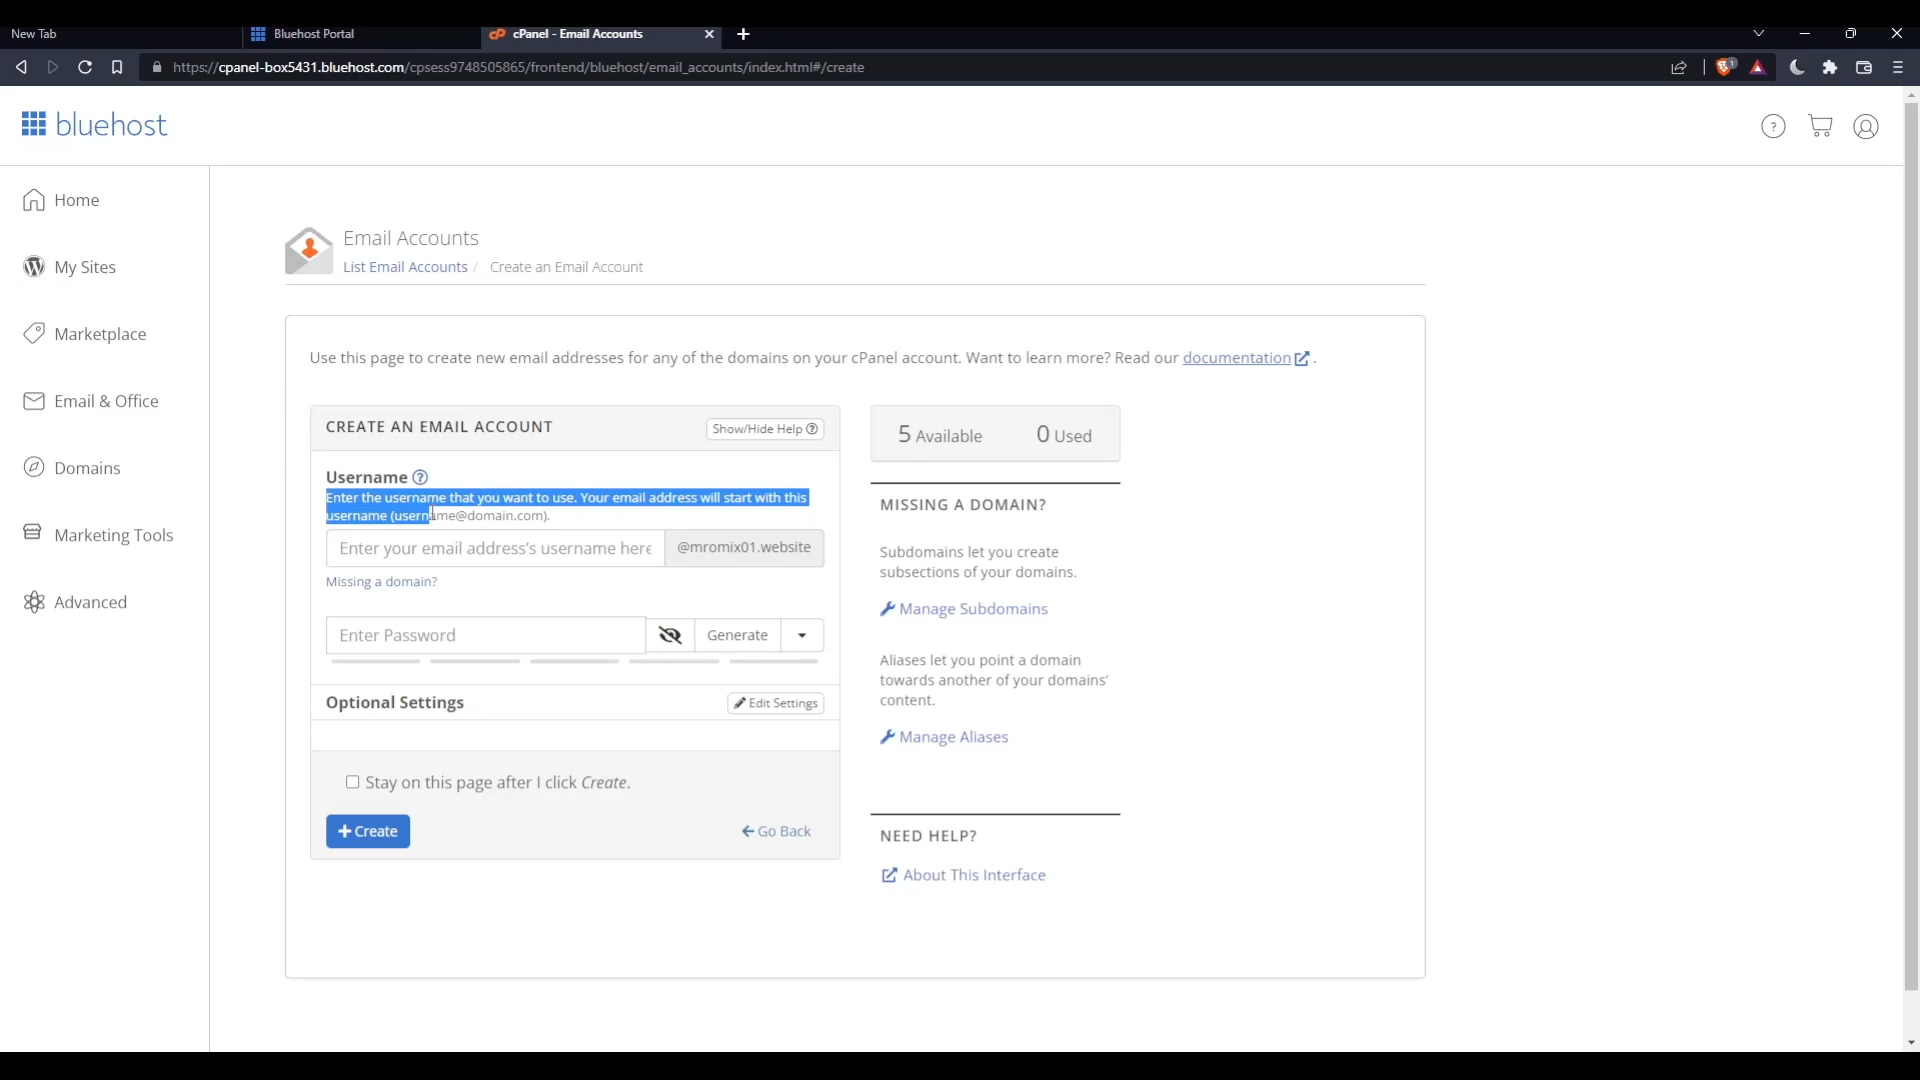 New Tab
Bluehost Portal
cPanel - Email Accounts
https://cpanel-box5431.bluehost.com/cpsess9748505865/frontend/bluehost/email_accounts/index.html#/create
1
bluehost
?
Home
My Sites
Marketplace
Email & Office
Domains
Marketing Tools
Advanced
Email Accounts
List Email Accounts / Create an Email Account
Use this page to create new email addresses for any of the domains on your cPanel account. Want to learn more? Read our documentation .
CREATE AN EMAIL ACCOUNT
Show/Hide Help ?
Username ?
Enter the username that you want to use. Your email address will start with this
username (username@domain.com).
Enter your email address's username here
@mromix01.website
Missing a domain?
Enter Password
Generate
Optional Settings
Edit Settings
Stay on this page after I click Create.
+ Create
Go Back
5 Available
0 Used
MISSING A DOMAIN?
Subdomains let you create
subsections of your domains.
Manage Subdomains
Aliases let you point a domain
towards another of your domains'
content.
Manage Aliases
NEED HELP?
About This Interface